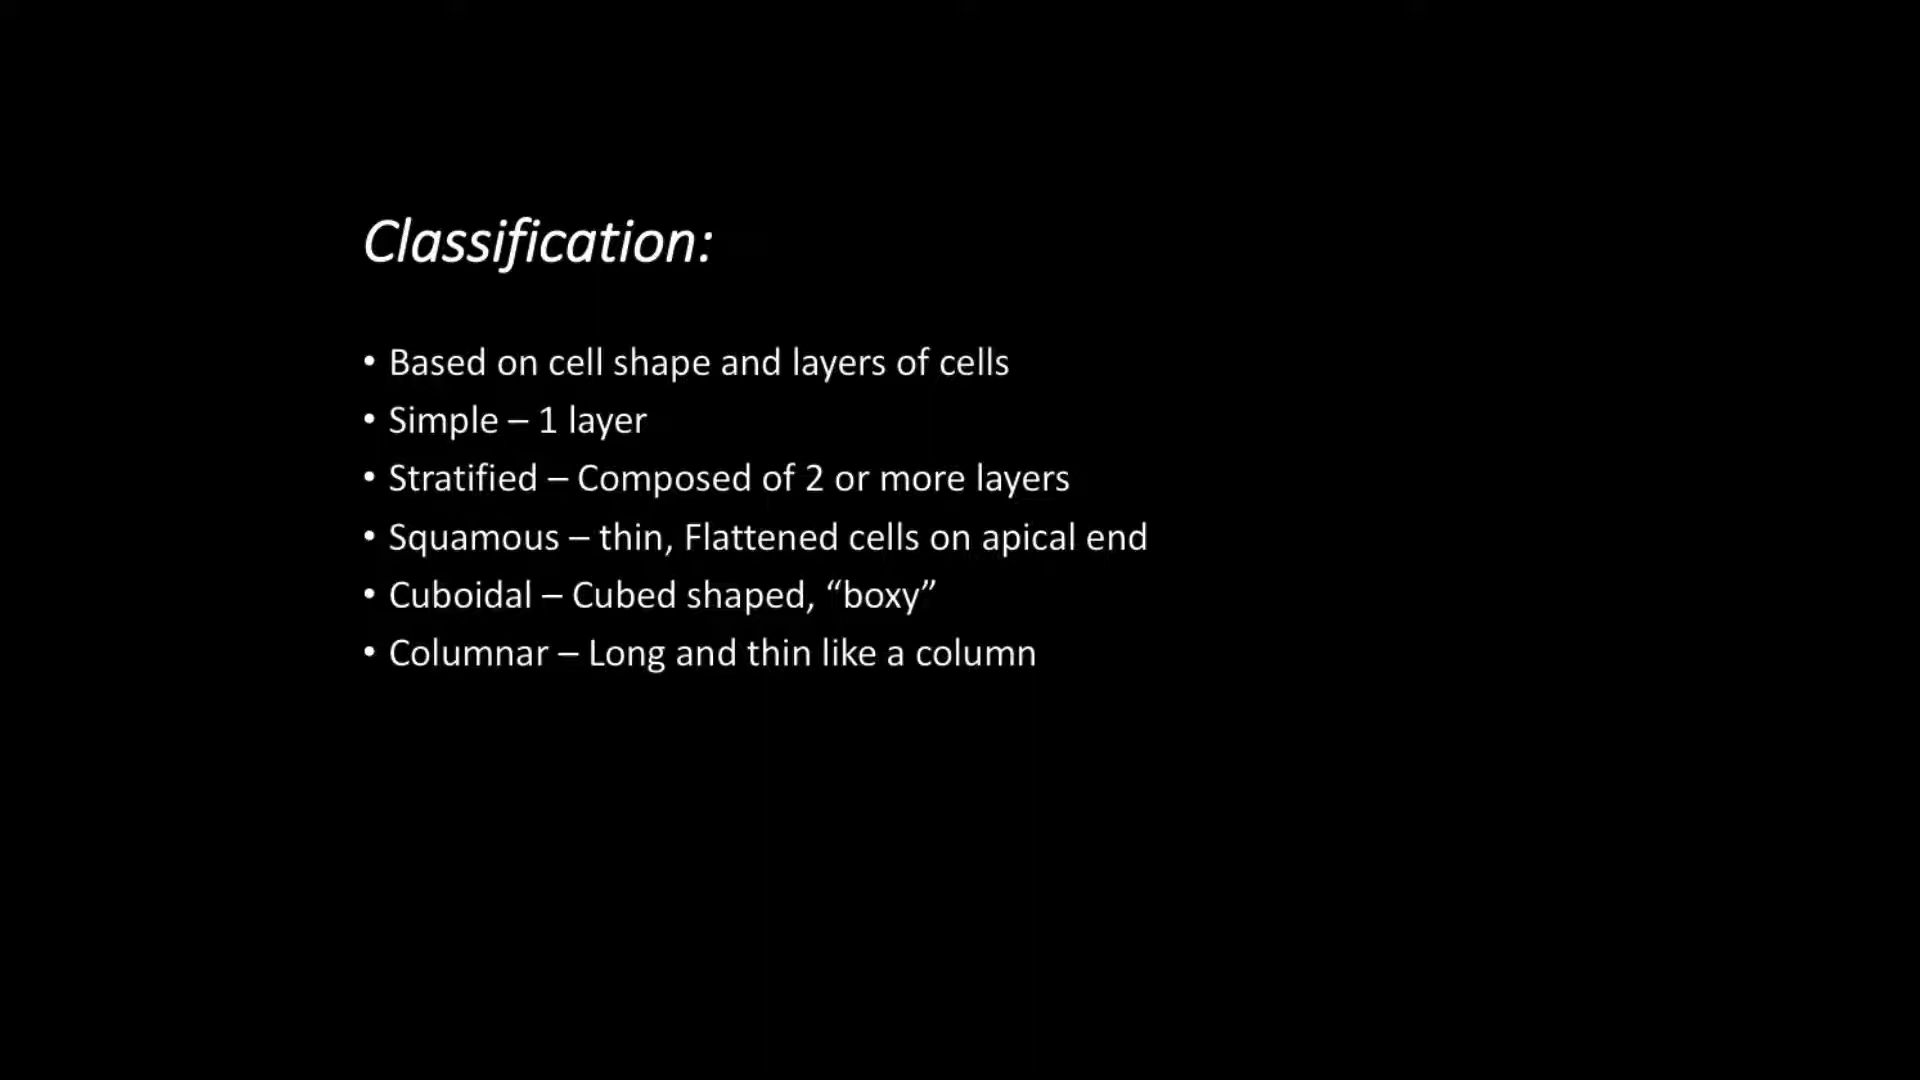 Classification:
• Based on cell shape and layers of cells
• Simple – 1 layer
• Stratified – Composed of 2 or more layers
• Squamous – thin, Flattened cells on apical end
• Cuboidal – Cubed shaped, “boxy”
• Columnar – Long and thin like a column